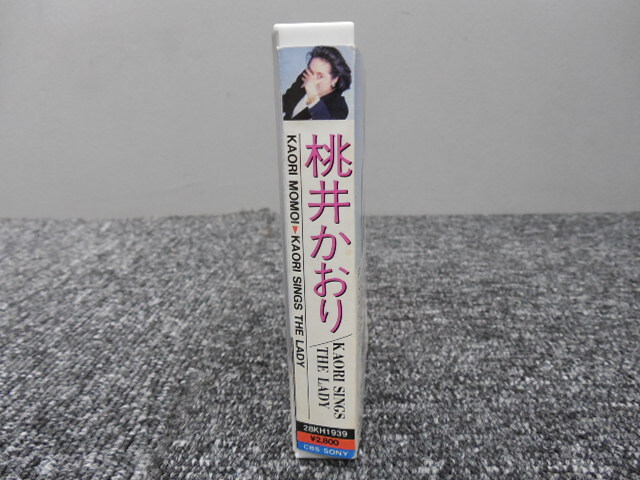 桃井かおり
KAORI MOMOI▶KAORI SINGS THE LADY
KAORI SINGS
THE LADY
28KH1939
¥2,800
CBS SONY